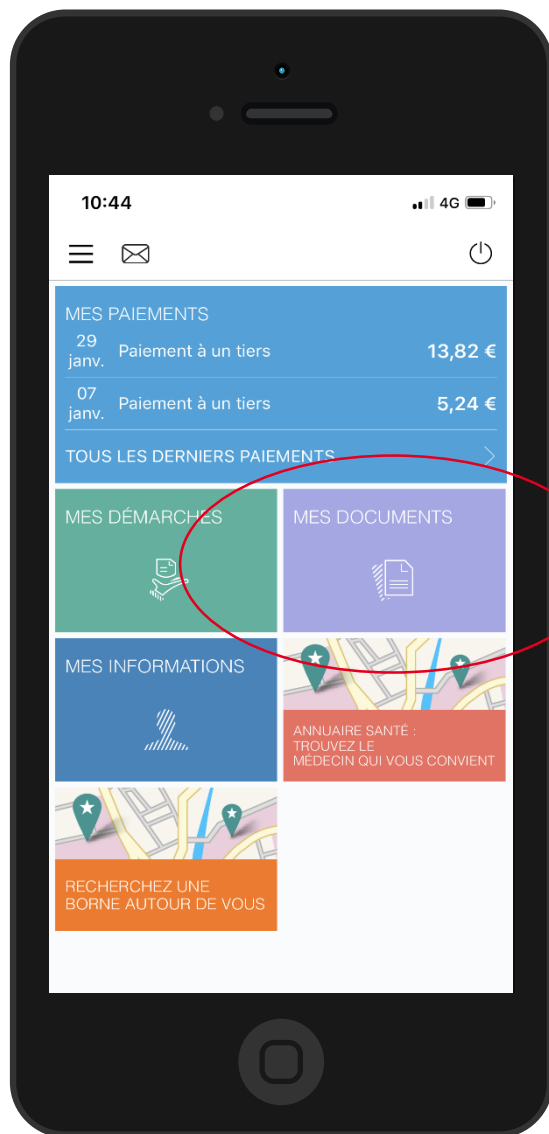 10:44
4G
MES PAIEMENTS
29
janv.
Paiement à un tiers
13,82 €
07
janv.
Paiement à un tiers
5,24 €
TOUS LES DERNIERS PAIEMENTS
MES DÉMARCHES
MES DOCUMENTS
MES INFORMATIONS
ANNUAIRE SANTÉ :
TROUVEZ LE
MÉDECIN QUI VOUS CONVIENT
RECHERCHEZ UNE
BORNE AUTOUR DE VOUS